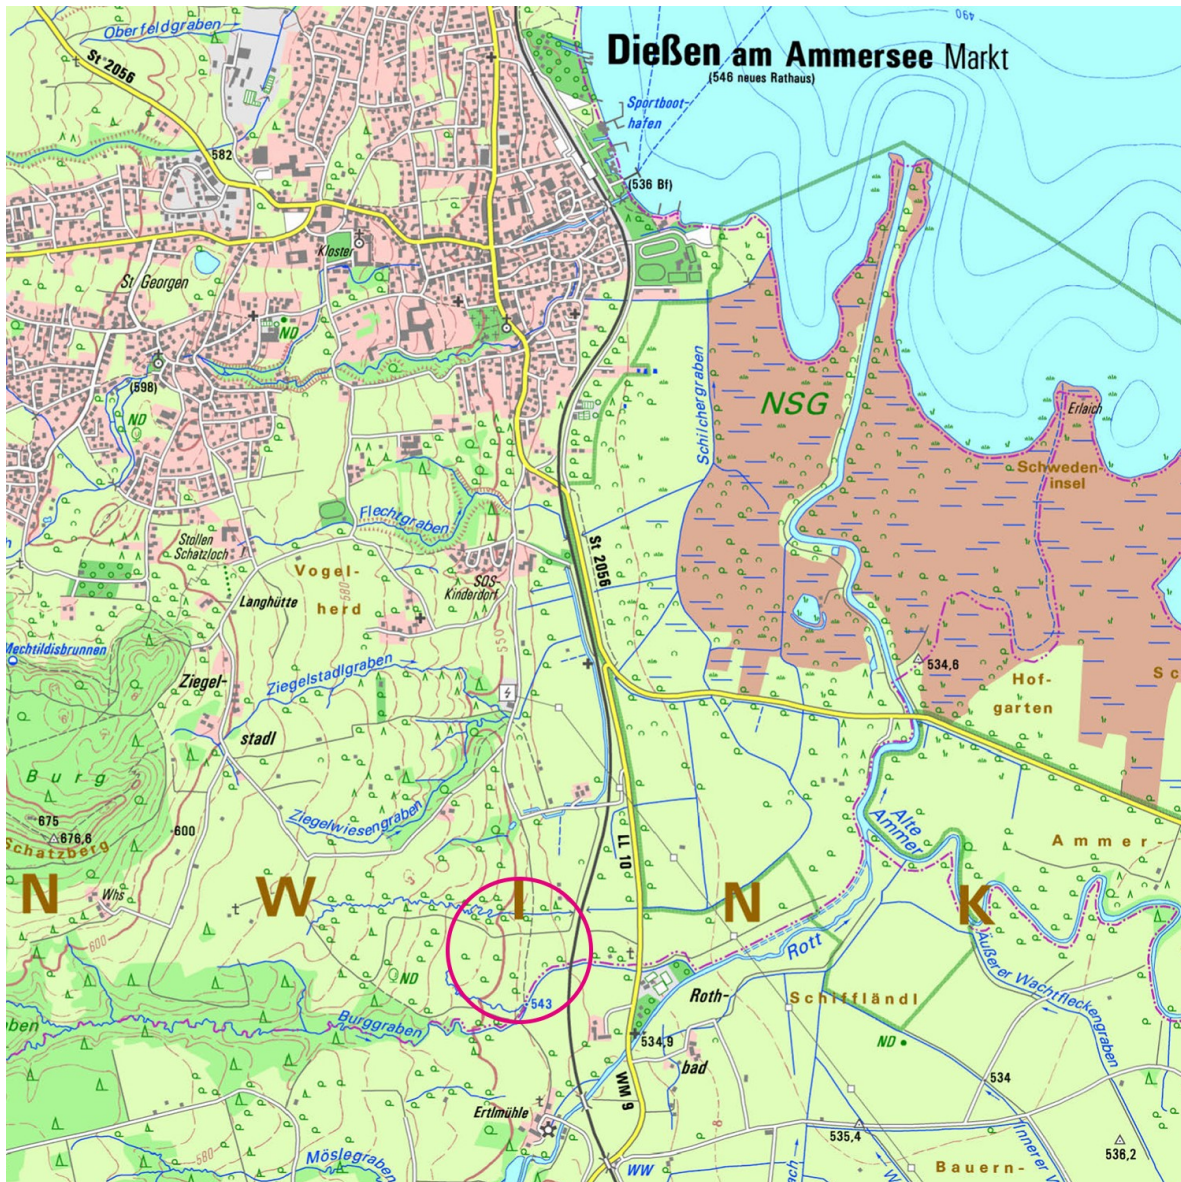 490
Oberfeldgraben
St 2056
Dießen am Ammersee Markt
(546 neues Rathaus)
Sportboot-
hafen
582
(536 Bf)
Kloster
St Georgen
ND
Schilchergraben
(598)
NSG
Erlaich
ND
Schweden-
insel
Flechtgraben
Stollen
Schatzloch
St 2056
SOS-
Kinderdorf
Vogel-
herd
580
Langhütte
550
Mechtildisbrunnen
534,6
Ziegelstadlgraben
Ziegel-
stadl
Hof-
garten
Sc
Burg
675
676,6
Schatzberg
600
Ziegelwiesengraben
LL 10
Alte
Ammer
Ammer-
N W I N K
Whs
600
Rott
Äußerer Wachtfleckengraben
ND
543
Roth-
bad
Schiffländl
Burggraben
ben
534,9
ND
534
WM 9
Ertlmühle
535,4
536,2
580
Möslegraben
WW
ach
W
Innerer W
Bauern-